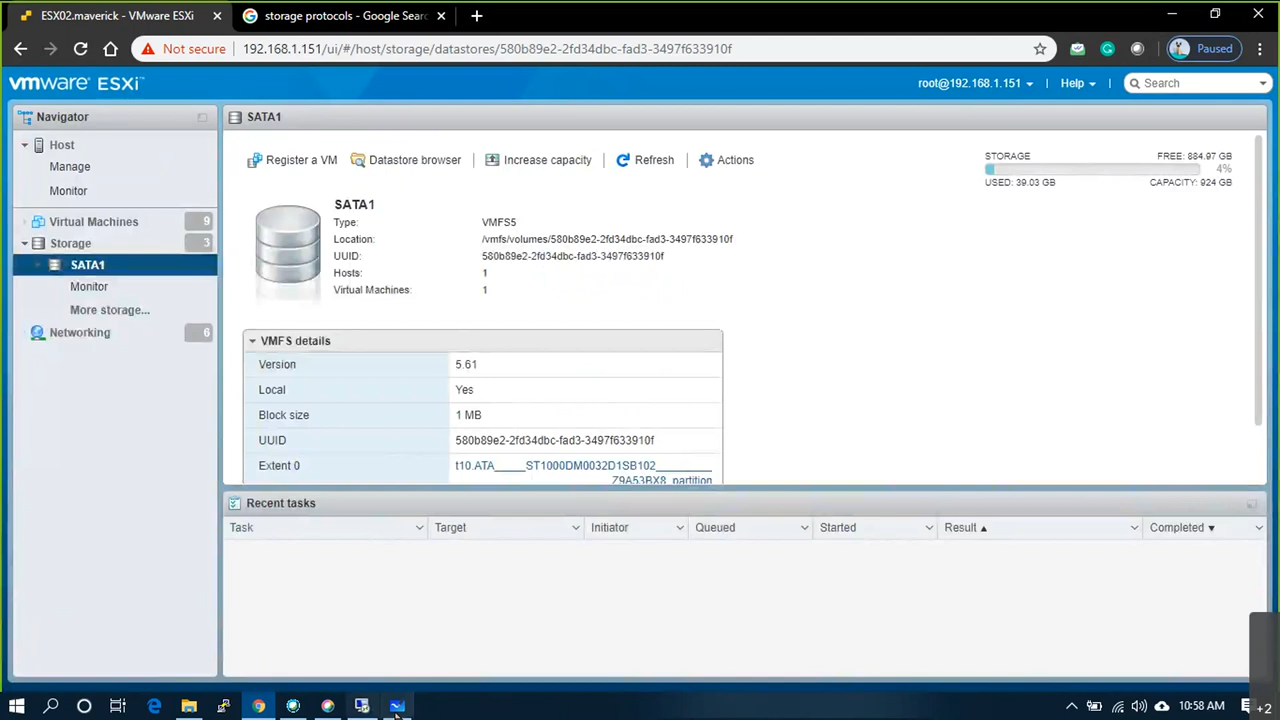 ESX02.maverick - VMware ESXi
storage protocols - Google Searc
Not secure
192.168.1.151/ui/#/host/storage/datastores/580b89e2-2fd34dbc-fad3-3497f633910f
Paused
vmware ESXi
root@192.168.1.151
Help
Search
Navigator
Host
Manage
Monitor
Virtual Machines 9
Storage 3
SATA1
Monitor
More storage...
Networking 6
SATA1
Register a VM
Datastore browser
Increase capacity
Refresh
Actions
STORAGE FREE: 884.97 GB
4%
USED: 39.03 GB CAPACITY: 924 GB
SATA1
Type: VMFS5
Location: /vmfs/volumes/580b89e2-2fd34dbc-fad3-3497f633910f
UUID: 580b89e2-2fd34dbc-fad3-3497f633910f
Hosts: 1
Virtual Machines: 1
VMFS details
Version 5.61
Local Yes
Block size 1 MB
UUID 580b89e2-2fd34dbc-fad3-3497f633910f
Extent 0 t10.ATA_____ST1000DM0032D1SB102__________
Z9A53BX8, partition
Recent tasks
Task Target Initiator Queued Started Result Completed
10:58 AM
+2